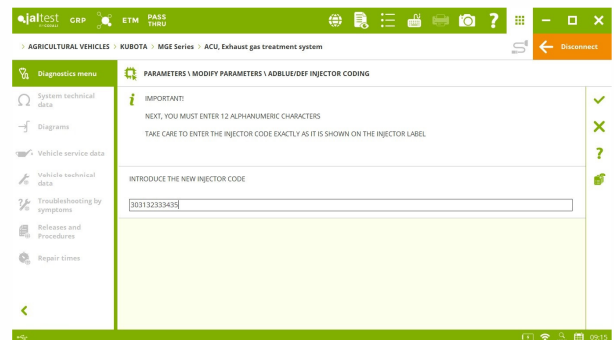 jaltest GRP ETM PASS THRU
> AGRICULTURAL VEHICLES > KUBOTA > MGE Series > ACU, Exhaust gas treatment system
Disconnect
Diagnostics menu
PARAMETERS \ MODIFY PARAMETERS \ ADBLUE/DEF INJECTOR CODING
System technical data
Diagrams
Vehicle service data
Vehicle technical data
Troubleshooting by symptoms
Releases and Procedures
Repair times
IMPORTANT!
NEXT, YOU MUST ENTER 12 ALPHANUMERIC CHARACTERS
TAKE CARE TO ENTER THE INJECTOR CODE EXACTLY AS IT IS SHOWN ON THE INJECTOR LABEL
INTRODUCE THE NEW INJECTOR CODE
303132333435
09:15